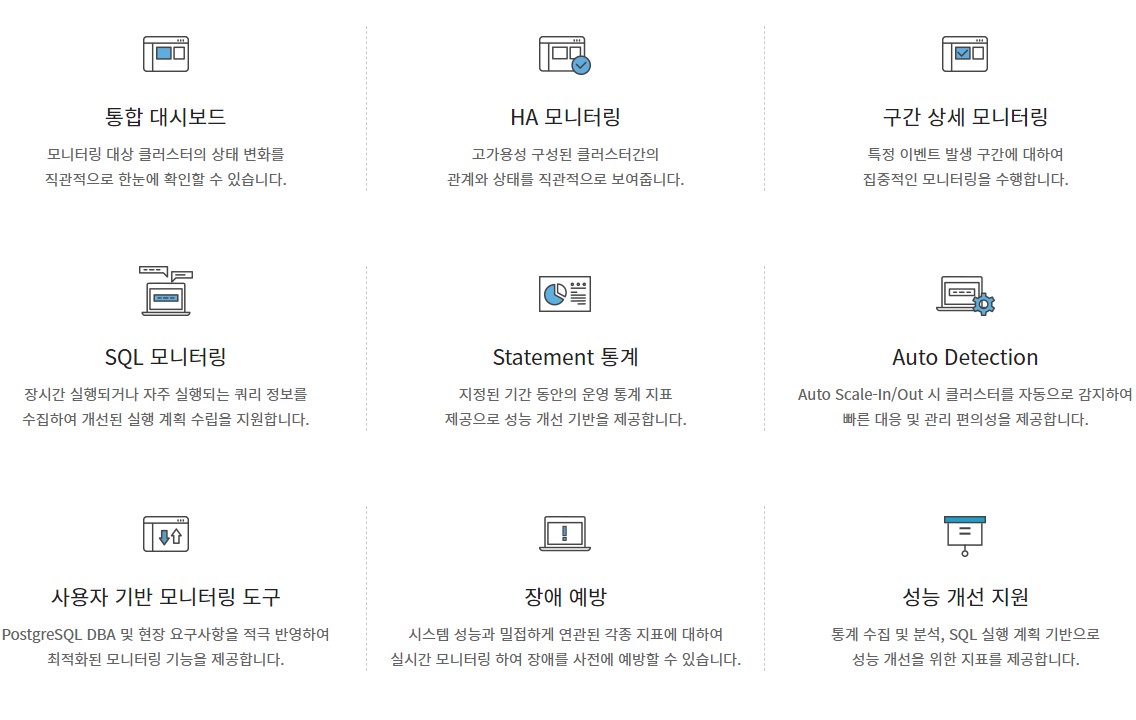 통합 대시보드
모니터링 대상 클러스터의 상태 변화를
직관적으로 한눈에 확인할 수 있습니다.
HA 모니터링
고가용성 구성된 클러스터간의
관계와 상태를 직관적으로 보여줍니다.
구간 상세 모니터링
특정 이벤트 발생 구간에 대하여
집중적인 모니터링을 수행합니다.
SQL 모니터링
장시간 실행되거나 자주 실행되는 쿼리 정보를
수집하여 개선된 실행 계획 수립을 지원합니다.
Statement 통계
지정된 기간 동안의 운영 통계 지표
제공으로 성능 개선 기반을 제공합니다.
Auto Detection
Auto Scale-In/Out 시 클러스터를 자동으로 감지하여
빠른 대응 및 관리 편의성을 제공합니다.
사용자 기반 모니터링 도구
PostgreSQL DBA 및 현장 요구사항을 적극 반영하여
최적화된 모니터링 기능을 제공합니다.
장애 예방
시스템 성능과 밀접하게 연관된 각종 지표에 대하여
실시간 모니터링 하여 장애를 사전에 예방할 수 있습니다.
성능 개선 지원
통계 수집 및 분석, SQL 실행 계획 기반으로
성능 개선을 위한 지표를 제공합니다.